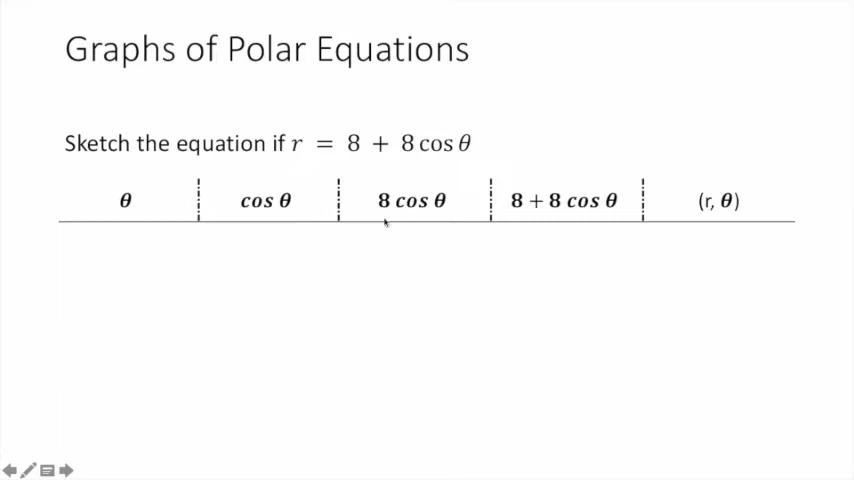 Graphs of Polar Equations
Sketch the equation if r = 8 + 8 cos θ
θ cos θ 8 cos θ 8 + 8 cos θ (r, θ)